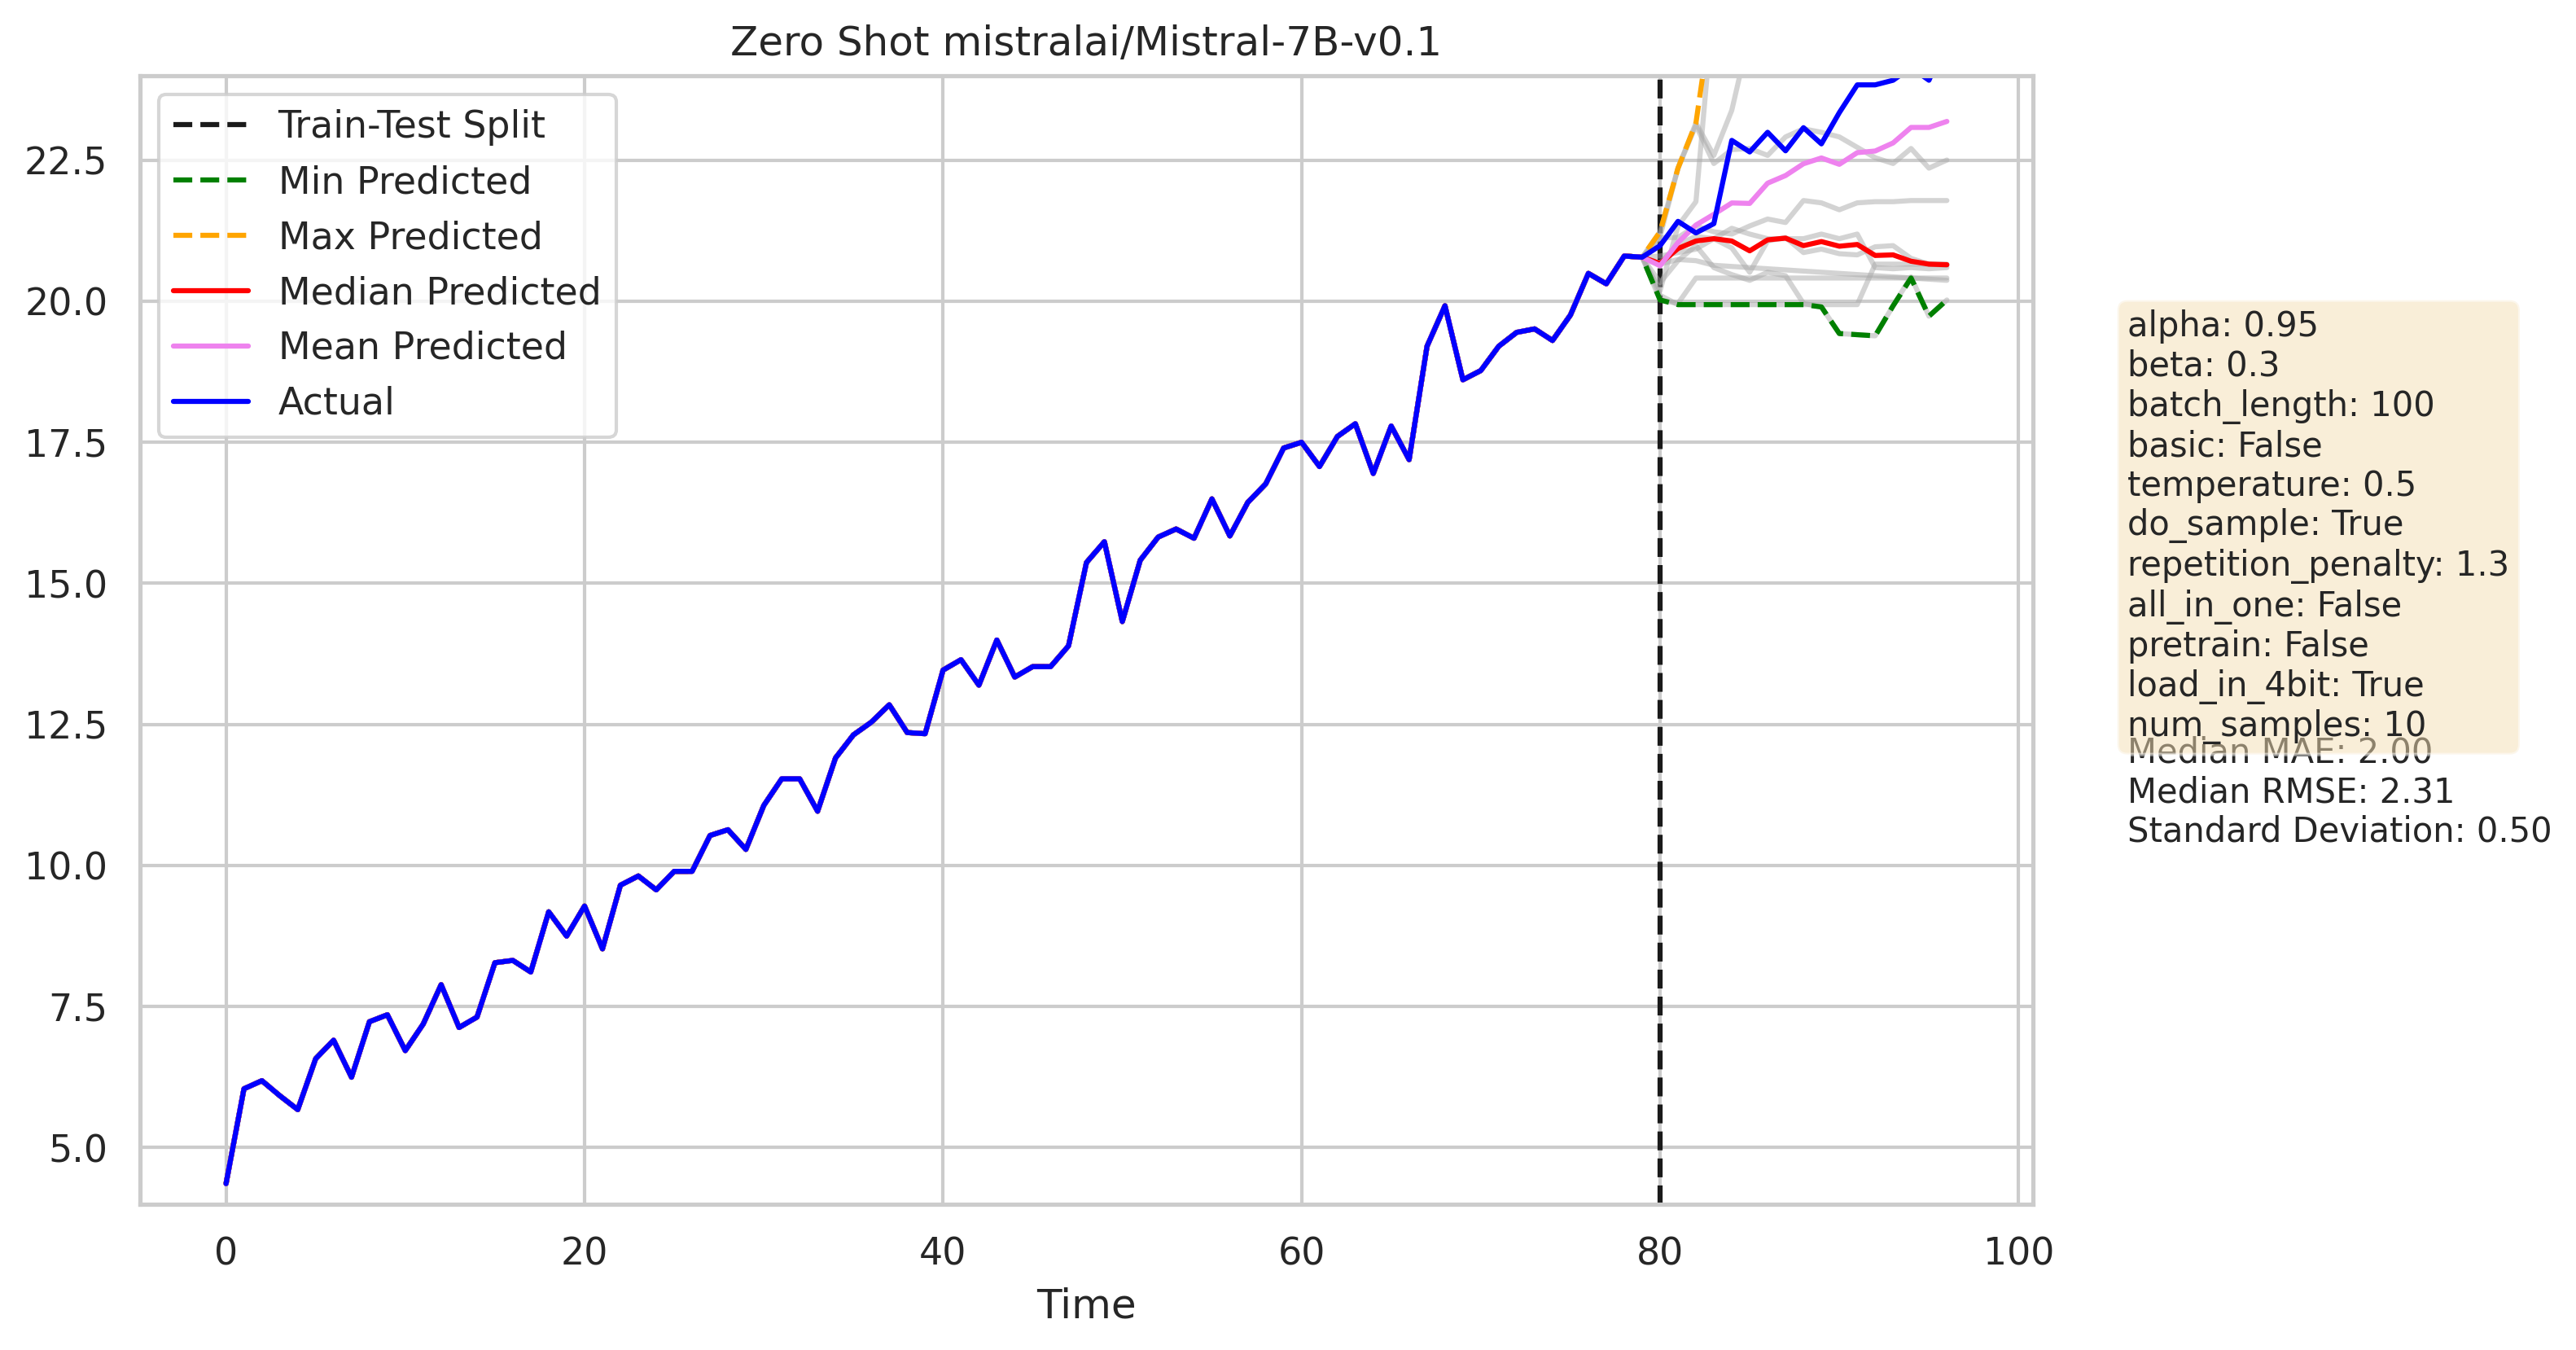 Zero Shot mistralai/Mistral-7B-v0.1
Train-Test Split
Min Predicted
Max Predicted
Median Predicted
Mean Predicted
Actual
22.5
20.0
17.5
15.0
12.5
10.0
7.5
5.0
0
20
40
60
80
100
Time
alpha: 0.95
beta: 0.3
batch_length: 100
basic: False
temperature: 0.5
do_sample: True
repetition_penalty: 1.3
all_in_one: False
pretrain: False
load_in_4bit: True
num_samples: 10
Median MAE: 2.00
Median RMSE: 2.31
Standard Deviation: 0.50